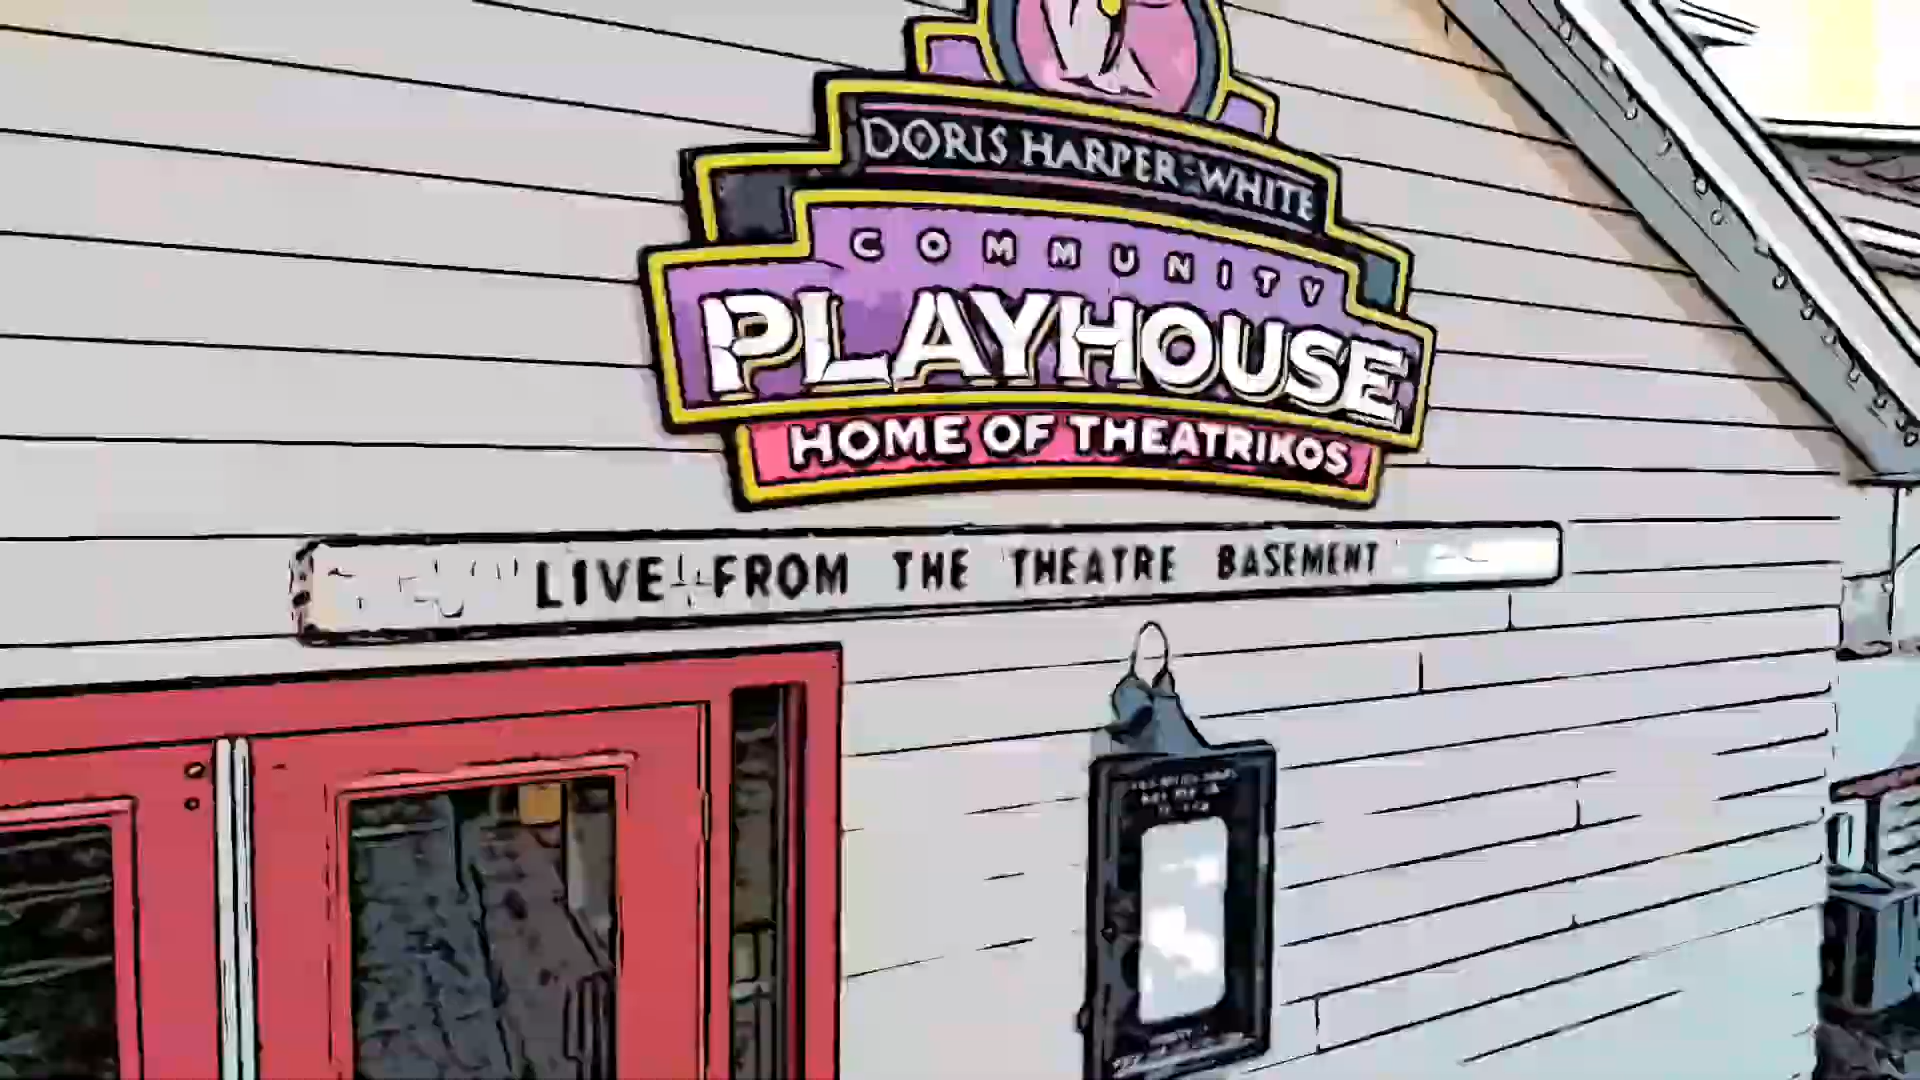 DORIS HARPER-WHITE
COMMUNITY
PLAYHOUSE
HOME OF THEATRIKOS
LIVE FROM THE THEATRE BASEMENT